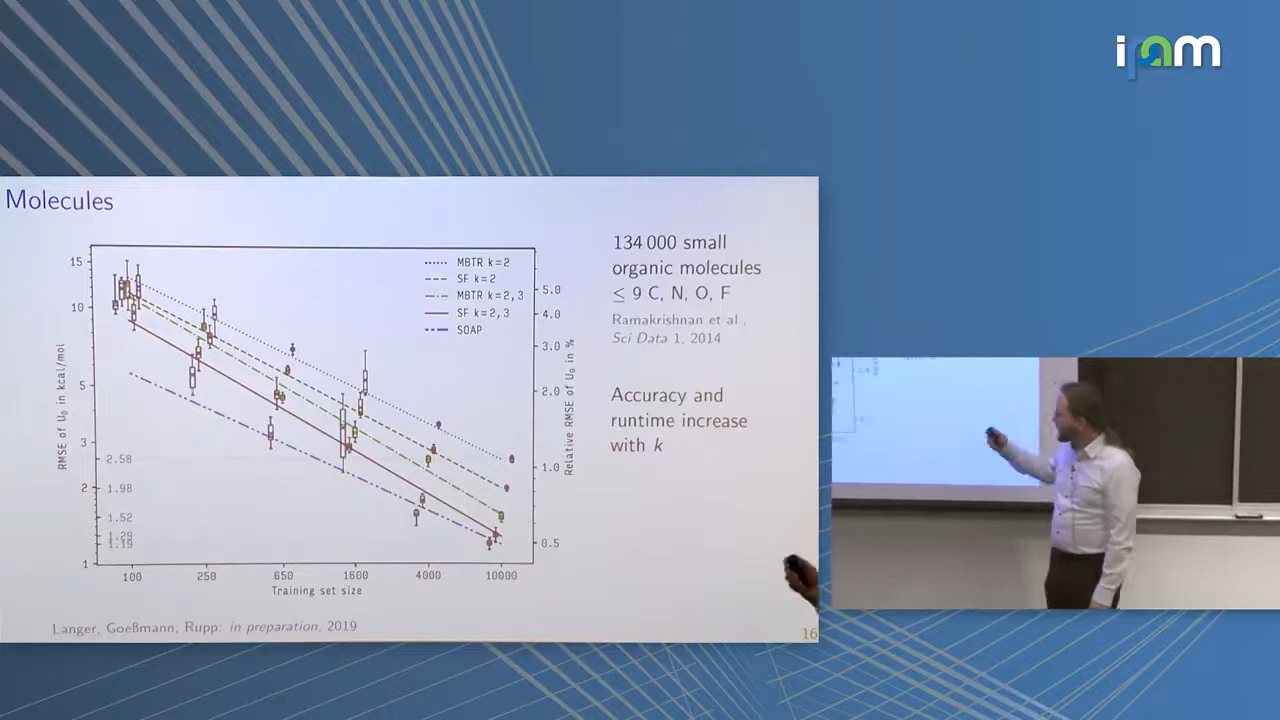 ipam
Molecules
15
10
5
3
2.58
2
1.98
1.52
1.29
1.19
1
RMSE of U₀ in kcal/mol
MBTR k=2
SF k=2
MBTR k=2,3
SF k=2,3
SOAP
5.0
4.0
3.0
2.0
1.0
0.5
Relative RMSE of U₀ in %
100 250 650 1600 4000 10000
Training set size
134 000 small
organic molecules
≤ 9 C, N, O, F
Ramakrishnan et al.,
Sci Data 1, 2014
Accuracy and
runtime increase
with k
Langer, Goeßmann, Rupp: in preparation, 2019
16